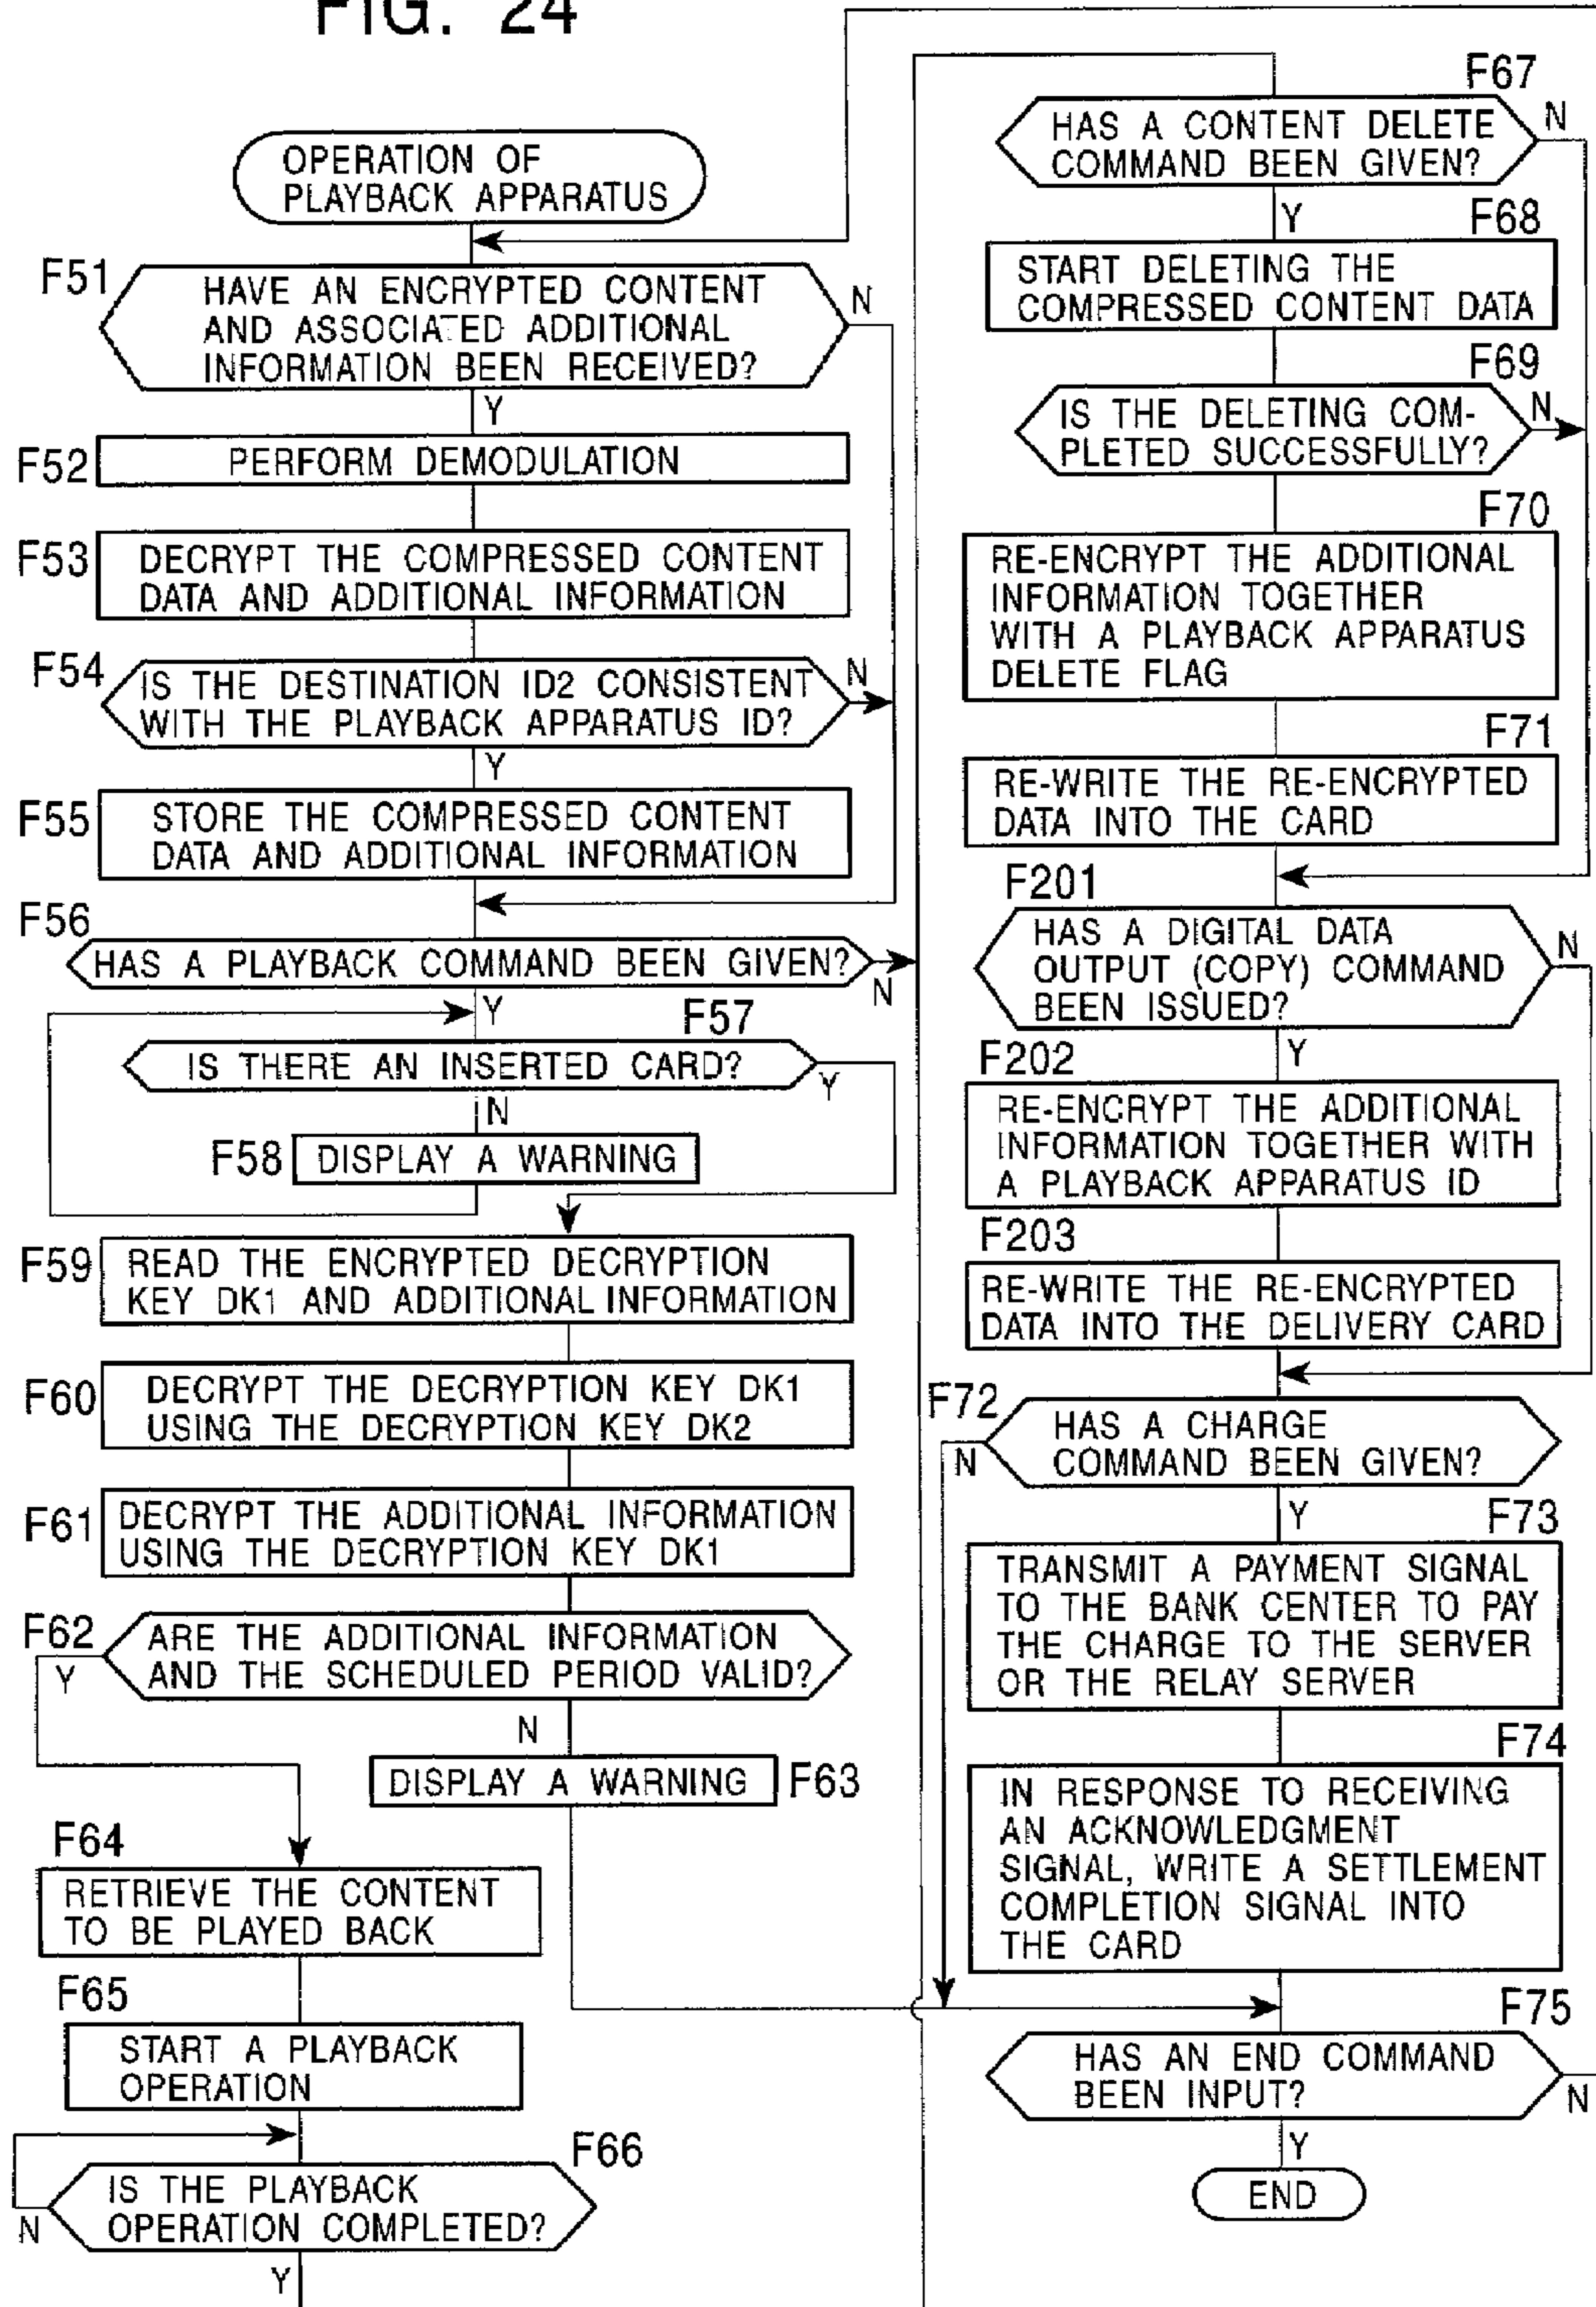 FIG. 24
OPERATION OF
PLAYBACK APPARATUS
F51
HAVE AN ENCRYPTED CONTENT
AND ASSOCIATED ADDITIONAL
INFORMATION BEEN RECEIVED?
N
Y
F52
PERFORM DEMODULATION
F53
DECRYPT THE COMPRESSED CONTENT
DATA AND ADDITIONAL INFORMATION
F54
IS THE DESTINATION ID2 CONSISTENT
WITH THE PLAYBACK APPARATUS ID?
N
Y
F55
STORE THE COMPRESSED CONTENT
DATA AND ADDITIONAL INFORMATION
F56
HAS A PLAYBACK COMMAND BEEN GIVEN?
N
Y
F57
IS THERE AN INSERTED CARD?
Y
N
F58
DISPLAY A WARNING
F59
READ THE ENCRYPTED DECRYPTION
KEY DK1 AND ADDITIONAL INFORMATION
F60
DECRYPT THE DECRYPTION KEY DK1
USING THE DECRYPTION KEY DK2
F61
DECRYPT THE ADDITIONAL INFORMATION
USING THE DECRYPTION KEY DK1
F62
ARE THE ADDITIONAL INFORMATION
AND THE SCHEDULED PERIOD VALID?
Y
N
DISPLAY A WARNING
F63
F64
RETRIEVE THE CONTENT
TO BE PLAYED BACK
F65
START A PLAYBACK
OPERATION
F66
IS THE PLAYBACK
OPERATION COMPLETED?
N
Y
F67
HAS A CONTENT DELETE
COMMAND BEEN GIVEN?
N
Y
F68
START DELETING THE
COMPRESSED CONTENT DATA
F69
IS THE DELETING COM-
PLETED SUCCESSFULLY?
N
F70
RE-ENCRYPT THE ADDITIONAL
INFORMATION TOGETHER
WITH A PLAYBACK APPARATUS
DELETE FLAG
F71
RE-WRITE THE RE-ENCRYPTED
DATA INTO THE CARD
F201
HAS A DIGITAL DATA
OUTPUT (COPY) COMMAND
BEEN ISSUED?
N
Y
F202
RE-ENCRYPT THE ADDITIONAL
INFORMATION TOGETHER WITH
A PLAYBACK APPARATUS ID
F203
RE-WRITE THE RE-ENCRYPTED
DATA INTO THE DELIVERY CARD
F72
HAS A CHARGE
COMMAND BEEN GIVEN?
N
Y
F73
TRANSMIT A PAYMENT SIGNAL
TO THE BANK CENTER TO PAY
THE CHARGE TO THE SERVER
OR THE RELAY SERVER
F74
IN RESPONSE TO RECEIVING
AN ACKNOWLEDGMENT
SIGNAL, WRITE A SETTLEMENT
COMPLETION SIGNAL INTO
THE CARD
F75
HAS AN END COMMAND
BEEN INPUT?
N
Y
END